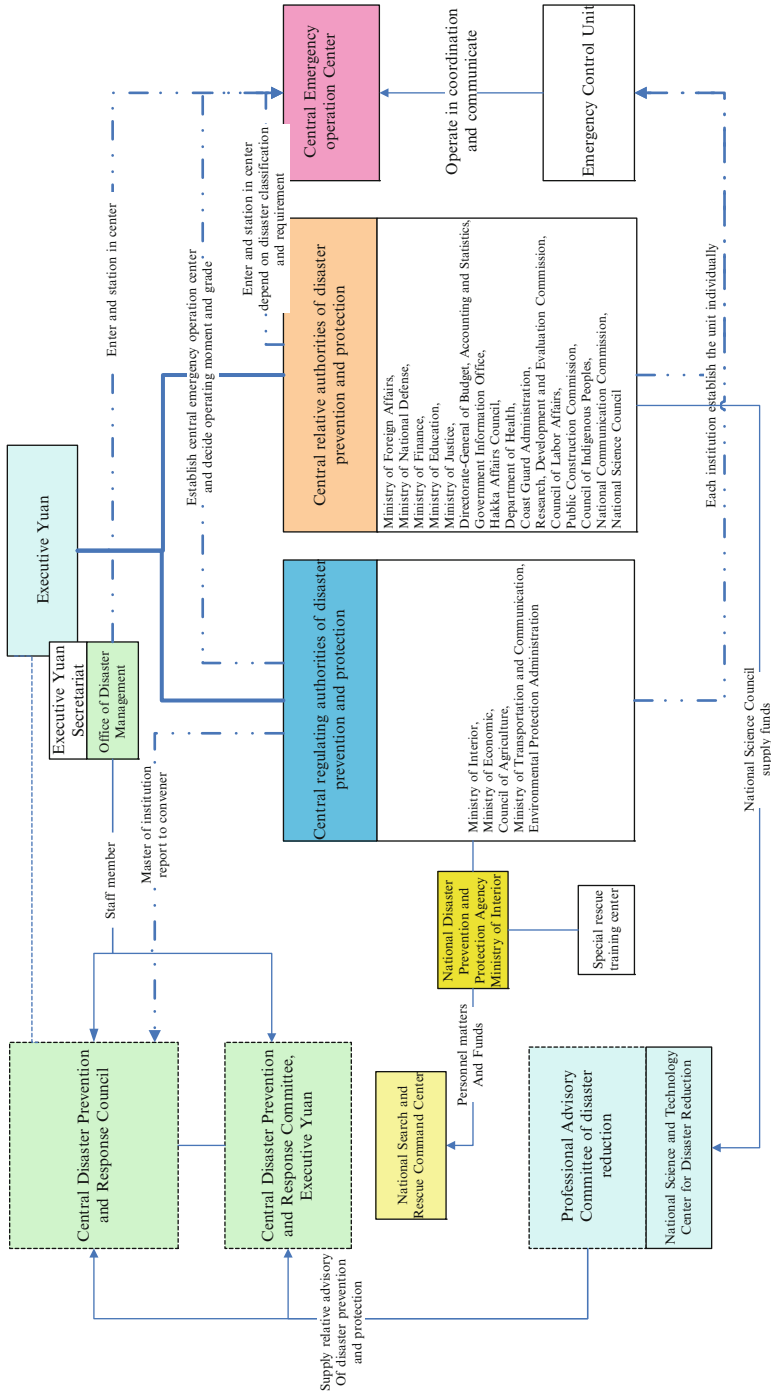 Executive Yuan
Executive Yuan
Secretariat
Office of Disaster
Management
Central Disaster Prevention
and Response Council
Staff member
Master of institution
report to convener
Central Disaster Prevention
and Response Committee,
Executive Yuan
Supply relative advisory
Of disaster prevention
and protection
Enter and station in center
Establish central emergency operation center
and decide operating moment and grade
Enter and station in center
depend on disaster classification
and requirement
National Search and
Rescue Command Center
Personnel matters
And Funds
National Disaster
Prevention and
Protection Agency
Ministry of Interior
Special rescue
training center
Central regulating authorities of disaster
prevention and protection
Ministry of Interior,
Ministry of Economic,
Council of Agriculture,
Ministry of Transportation and Communication,
Environmental Protection Administration
Central relative authorities of disaster
prevention and protection
Ministry of Foreign Affairs,
Ministry of National Defense,
Ministry of Finance,
Ministry of Education,
Ministry of Justice,
Directorate-General of Budget, Accounting and Statistics,
Government Information Office,
Hakka Affairs Council,
Department of Health,
Coast Guard Administration,
Research, Development and Evaluation Commission,
Council of Labor Affairs,
Public Construction Commission,
Council of Indigenous Peoples,
National Communication Commission,
National Science Council
Central Emergency
operation Center
Operate in coordination
and communicate
Emergency Control Unit
Each institution establish the unit individually
Professional Advisory
Committee of disaster
reduction
National Science and Technology
Center for Disaster Reduction
National Science Council
supply funds